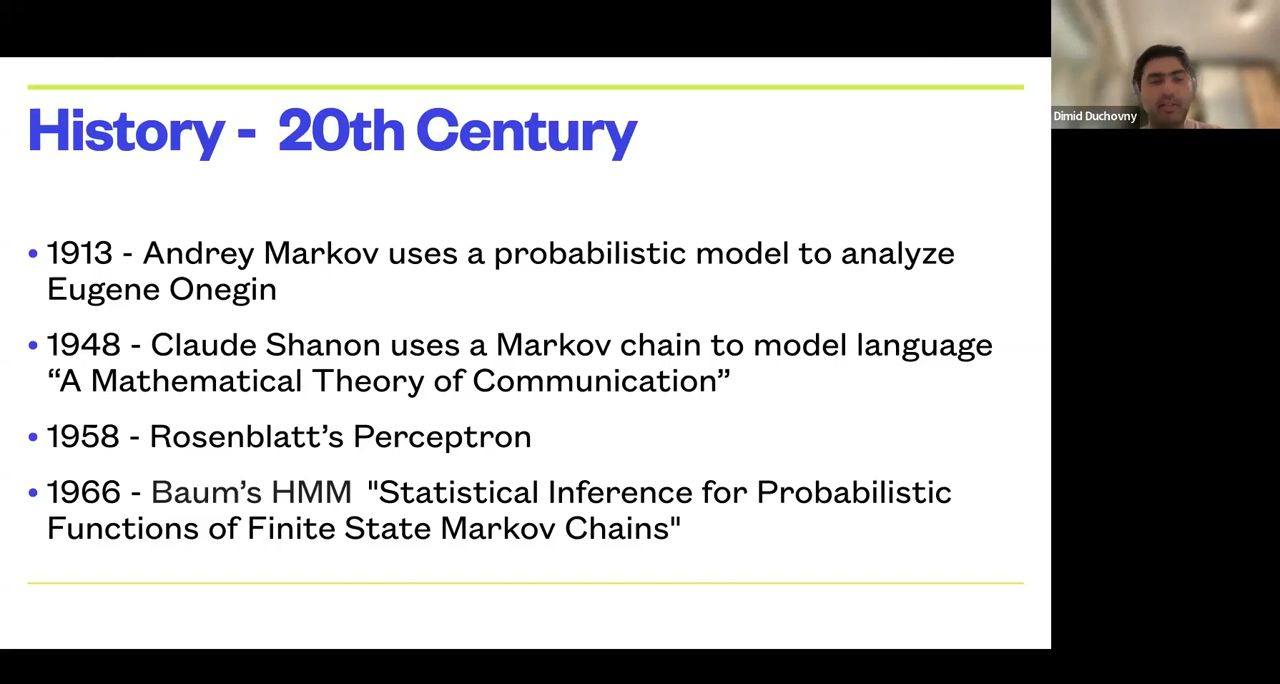 History - 20th Century
• 1913 - Andrey Markov uses a probabilistic model to analyze
Eugene Onegin
• 1948 - Claude Shanon uses a Markov chain to model language
“A Mathematical Theory of Communication”
• 1958 - Rosenblatt’s Perceptron
• 1966 - Baum’s HMM "Statistical Inference for Probabilistic
Functions of Finite State Markov Chains"
Dimid Duchovny